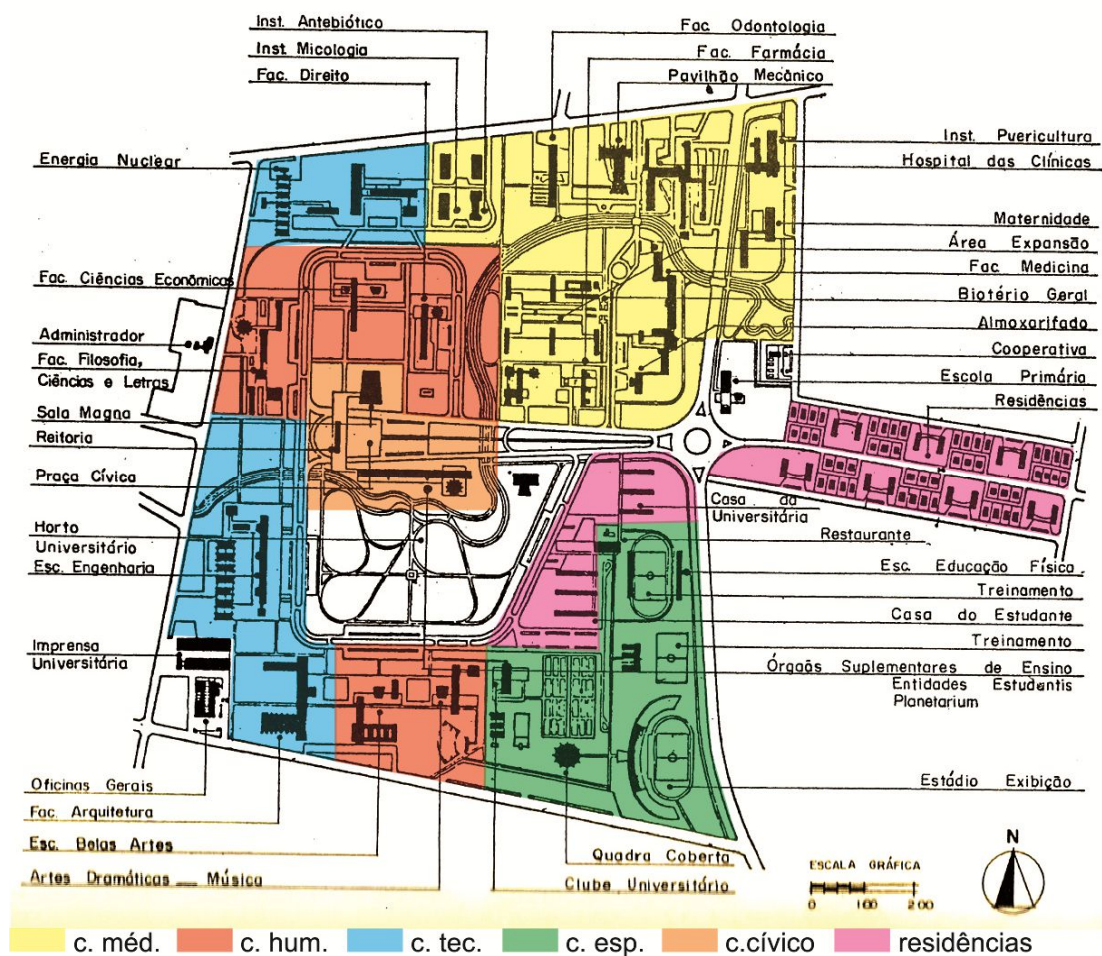 Inst. Antebiótico
Inst. Micologia
Fac. Direito
Fac. Odontologia
Fac. Farmácia
Pavilhão Mecânico
Energia Nuclear
Inst. Puericultura
Hospital das Clínicas
Maternidade
Área Expansão
Fac. Medicina
Biotério Geral
Almoxarifado
Cooperativa
Escola Primária
Residências
Fac. Ciências Econômicas
Administrador
Fac. Filosofia,
Ciências e Letras
Sala Magna
Reitoria
Praça Cívica
Horto
Universitário
Esc. Engenharia
Imprensa
Universitária
Casa da
Universitária
Restaurante
Esc. Educação Física
Treinamento
Casa do Estudante
Treinamento
Órgaõs Suplementares de Ensino
Entidades Estudantis
Planetarium
Estádio Exibição
Oficinas Gerais
Fac. Arquitetura
Esc. Belas Artes
Artes Dramáticas — Música
Quadra Coberta
Clube Universitário
ESCALA GRÁFICA
0 100 200
N
c. méd. c. hum. c. tec. c. esp. c.cívico residências